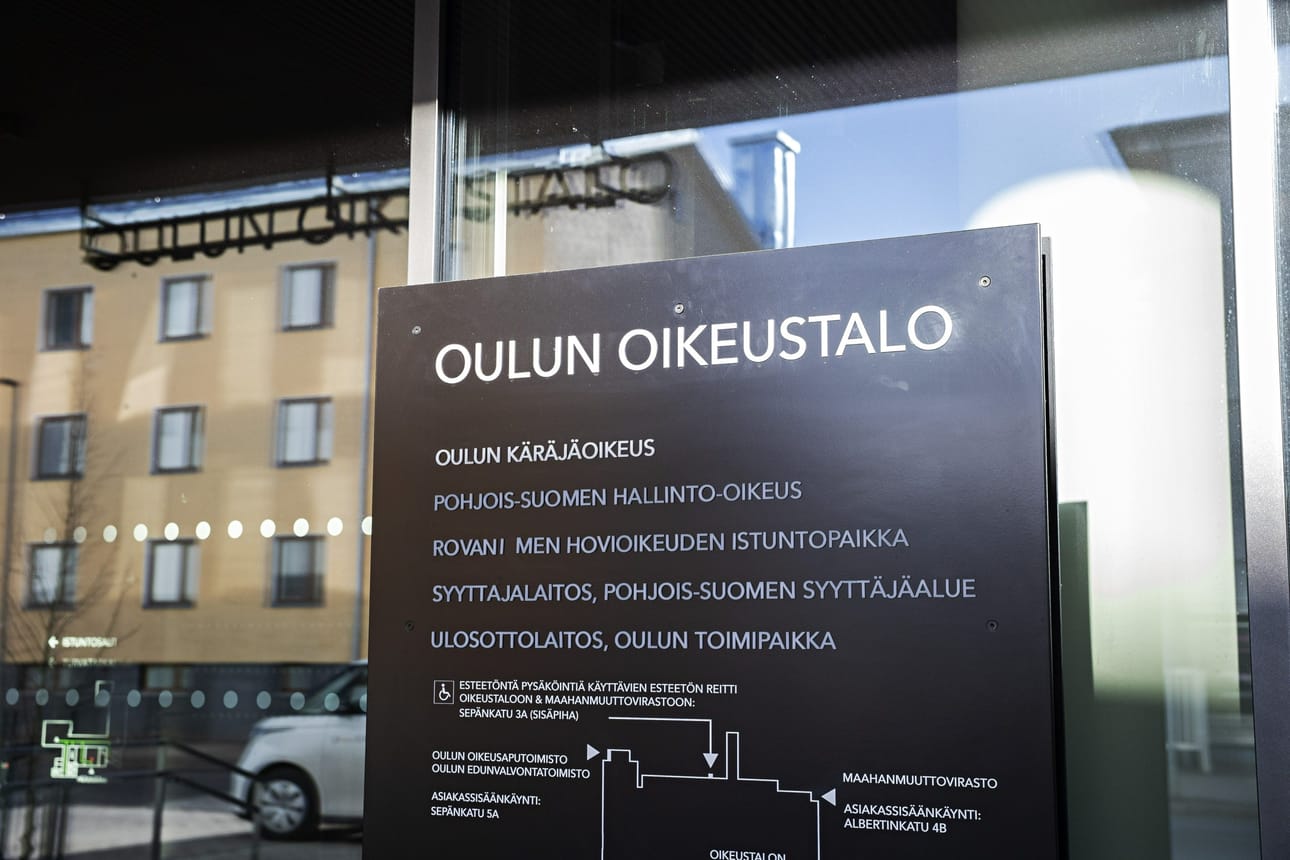 OULUN OIKEUSTALO
OULUN OIKEUSTALO
OULUN KÄRÄJÄOIKEUS
POHJOIS-SUOMEN HALLINTO-OIKEUS
ROVANI MEN HOVIOIKEUDEN ISTUNTOPAIKKA
SYYTTAJALAITOS, POHJOIS-SUOMEN SYYTTÄJÄALUE
ULOSOTTOLAITOS, OULUN TOIMIPAIKKA
ISTUNTOSALIT
ESTEETÖNTÄ PYSÄKÖINTIÄ KÄYTTÄVIEN ESTEETÖN REITTI
OIKEUSTALOON & MAAHANMUUTTOVIRASTOON:
SEPÄNKATU 3A (SISÄPIHA)
OULUN OIKEUSAPUTOIMISTO
OULUN EDUNVALVONTATOIMISTO
ASIAKASSISÄÄNKÄYNTI:
SEPÄNKATU 5A
MAAHANMUUTTOVIRASTO
ASIAKASSISÄÄNKÄYNTI:
ALBERTINKATU 4B
OIKEUSTALON